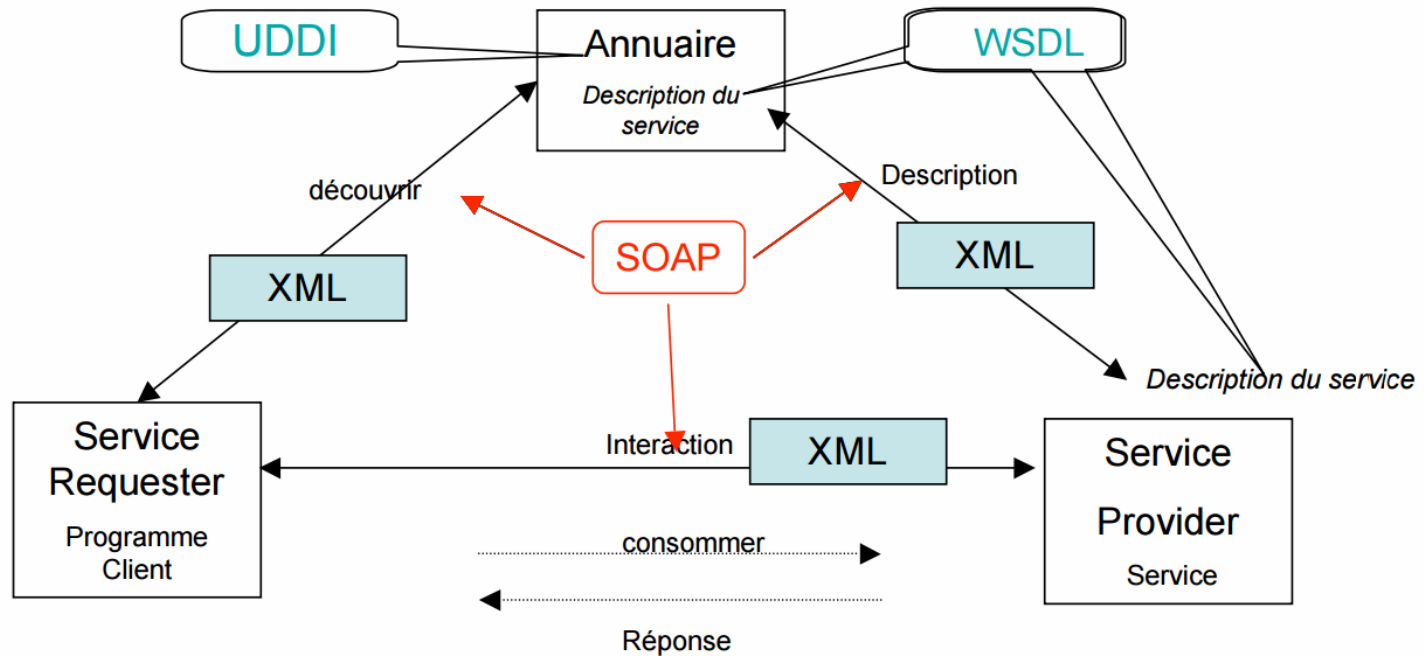 UDDI
Annuaire
WSDL
Description du
service
découvrir
Description
SOAP
XML
XML
Description du service
Service
Requester
Programme
Client
Interaction
XML
Service
Provider
Service
consommer
Réponse